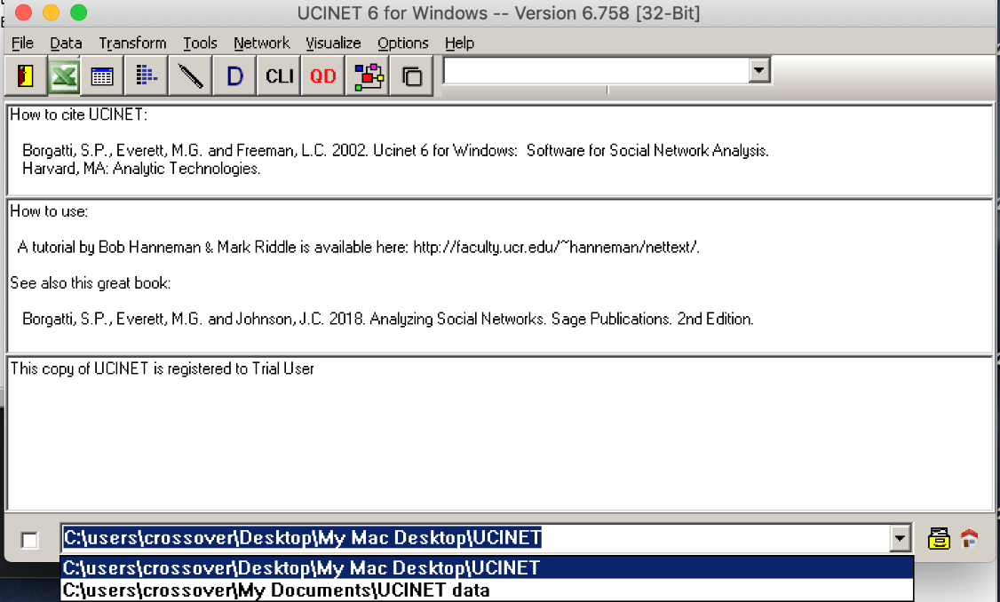 UCINET 6 for Windows -- Version 6.758 [32-Bit]
File Data Transform Tools Network Visualize Options Help
D CLI QD
How to cite UCINET:
Borgatti, S.P., Everett, M.G. and Freeman, L.C. 2002. Ucinet 6 for Windows: Software for Social Network Analysis.
Harvard, MA: Analytic Technologies.
How to use:
A tutorial by Bob Hanneman & Mark Riddle is available here: http://faculty.ucr.edu/~hanneman/nettext/.
See also this great book:
Borgatti, S.P., Everett, M.G. and Johnson, J.C. 2018. Analyzing Social Networks. Sage Publications. 2nd Edition.
This copy of UCINET is registered to Trial User
C:\users\crossover\Desktop\My Mac Desktop\UCINET
C:\users\crossover\Desktop\My Mac Desktop\UCINET
C:\users\crossover\My Documents\UCINET data